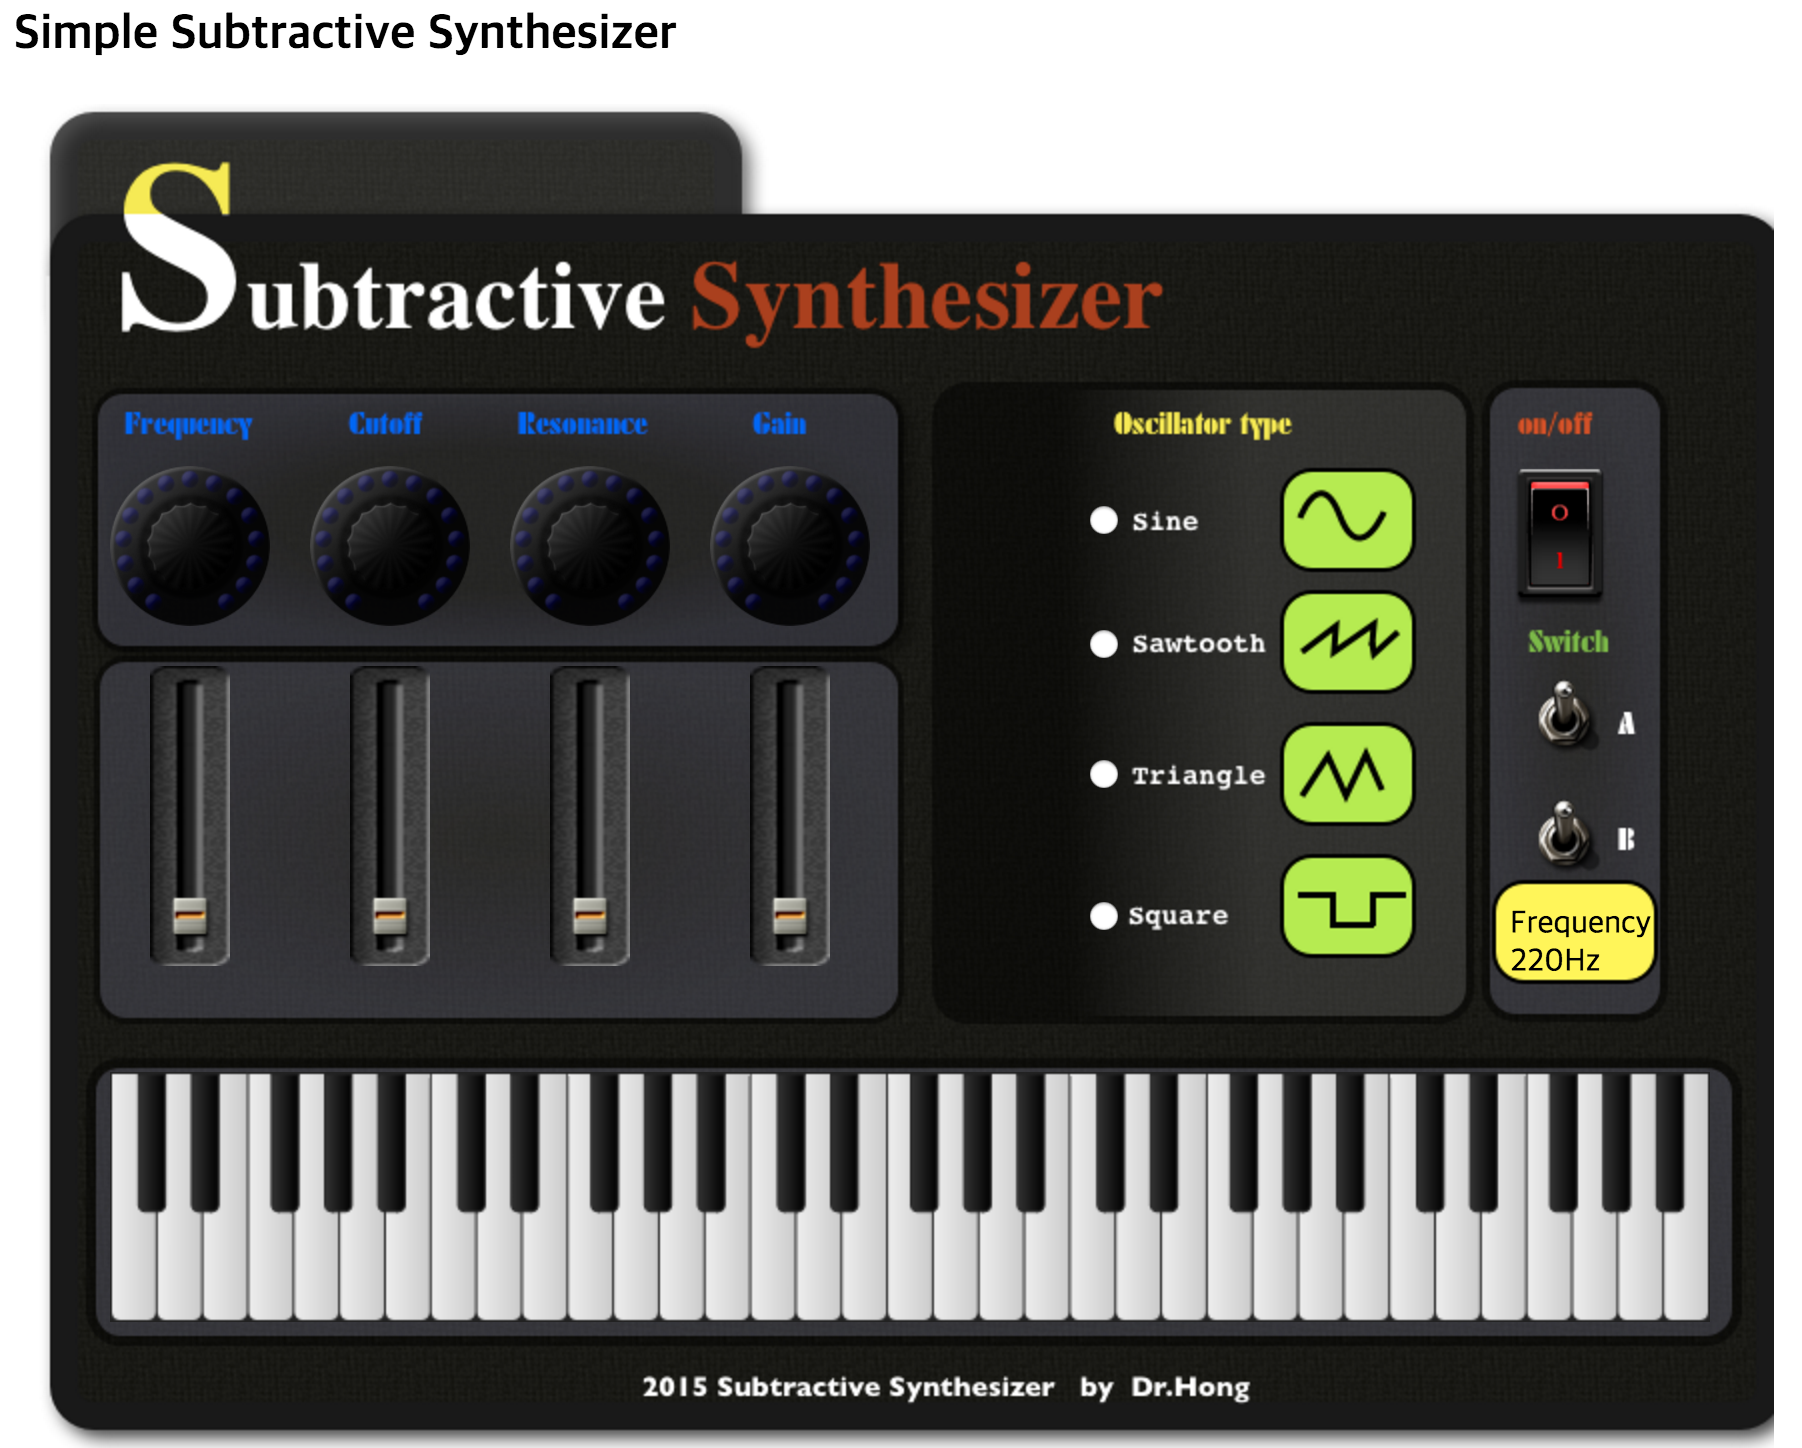 Simple Subtractive Synthesizer
Subtractive Synthesizer
Frequency Cutoff Resonance Gain
Oscillator type
Sine
Sawtooth
Triangle
Square
on/off
O
1
Switch
A
B
Frequency
220Hz
2015 Subtractive Synthesizer by Dr.Hong